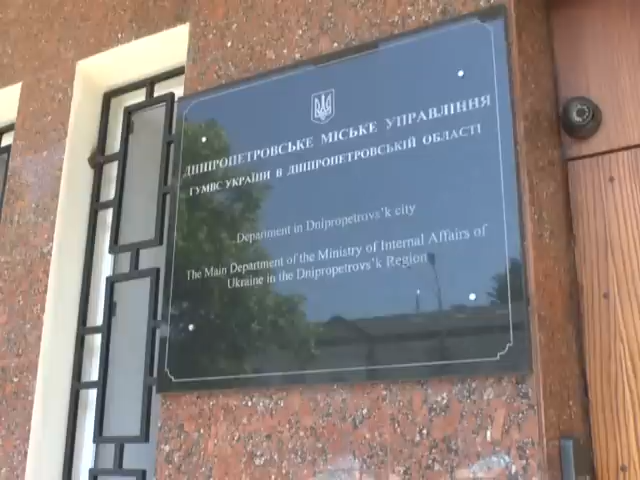 ДНІПРОПЕТРОВСЬКЕ МІСЬКЕ УПРАВЛІННЯ
ГУМВС УКРАЇНИ В ДНІПРОПЕТРОВСЬКІЙ ОБЛАСТІ
Department in Dnipropetrovs'k city
The Main Department of the Ministry of Internal Affairs of
Ukraine in the Dnipropetrovs'k Region